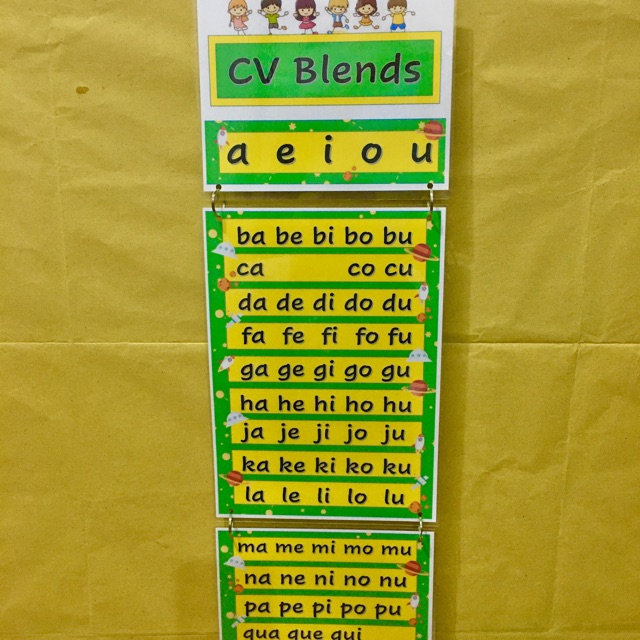 CV Blends
a e i o u
ba be bi bo bu
ca co cu
da de di do du
fa fe fi fo fu
ga ge gi go gu
ha he hi ho hu
ja je ji jo ju
ka ke ki ko ku
la le li lo lu
ma me mi mo mu
na ne ni no nu
pa pe pi po pu
qua que qui